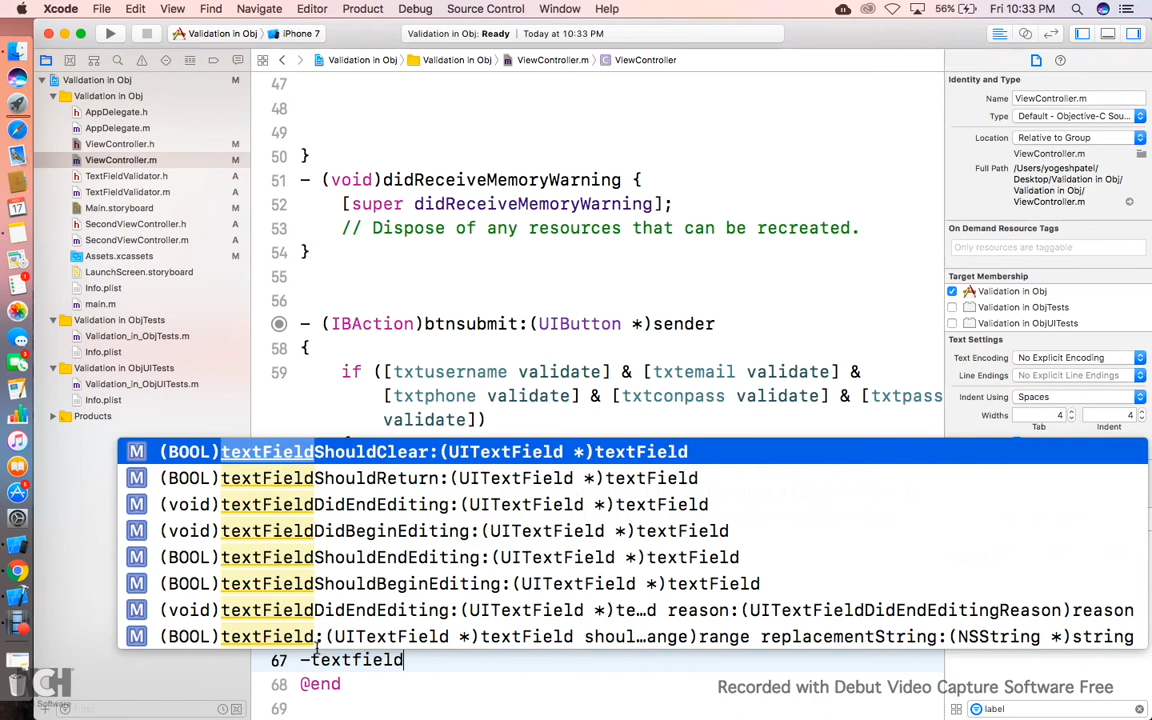 Xcode File Edit View Find Navigate Editor Product Debug Source Control Window Help 56% Fri 10:33 PM
Validation in Obj iPhone 7 Validation in Obj: Ready Today at 10:33 PM
Validation in Obj Validation in Obj ViewController.m ViewController
Validation in Obj M
Validation in Obj
AppDelegate.h
AppDelegate.m
ViewController.h M
ViewController.m M
TextFieldValidator.h A
TextFieldValidator.m A
Main.storyboard M
SecondViewController.h A
SecondViewController.m A
Assets.xcassets M
LaunchScreen.storyboard
Info.plist
main.m
Validation in ObjTests
Validation_in_ObjTests.m
Info.plist
Validation in ObjUITests
Validation_in_ObjUITests.m
Info.plist
Products
47
48
49
50 }
51 - (void)didReceiveMemoryWarning {
52 [super didReceiveMemoryWarning];
53 // Dispose of any resources that can be recreated.
54 }
55
56
- (IBAction)btnsubmit:(UIButton *)sender
58 {
59 if ([txtusername validate] & [txtemail validate] &
[txtphone validate] & [txtconpass validate] & [txtpass
validate])
M (BOOL)textFieldShouldClear:(UITextField *)textField
M (BOOL)textFieldShouldReturn:(UITextField *)textField
M (void)textFieldDidEndEditing:(UITextField *)textField
M (void)textFieldDidBeginEditing:(UITextField *)textField
M (BOOL)textFieldShouldEndEditing:(UITextField *)textField
M (BOOL)textFieldShouldBeginEditing:(UITextField *)textField
M (void)textFieldDidEndEditing:(UITextField *)te…d reason:(UITextFieldDidEndEditingReason)reason
M (BOOL)textField:(UITextField *)textField shoul…ange)range replacementString:(NSString *)string
67 -textfield
68 @end
69
Identity and Type
Name ViewController.m
Type Default - Objective-C Sou...
Location Relative to Group
ViewController.m
Full Path /Users/yogeshpatel/
Desktop/Validation in Obj/
Validation in Obj/
ViewController.m
On Demand Resource Tags
Only resources are taggable
Target Membership
Validation in Obj
Validation in ObjTests
Validation in ObjUITests
Text Settings
Text Encoding No Explicit Encoding
Line Endings No Explicit Line Endings
Indent Using Spaces
Widths 4 4
Tab Indent
label
NCH
Software
Recorded with Debut Video Capture Software Free